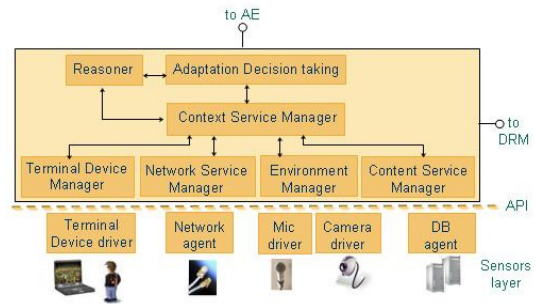 to AE
Reasoner
Adaptation Decision taking
Context Service Manager
to
DRM
Terminal Device
Manager
Network Service
Manager
Environment
Manager
Content Service
Manager
API
Terminal
Device driver
Network
agent
Mic
driver
Camera
driver
DB
agent
Sensors
layer